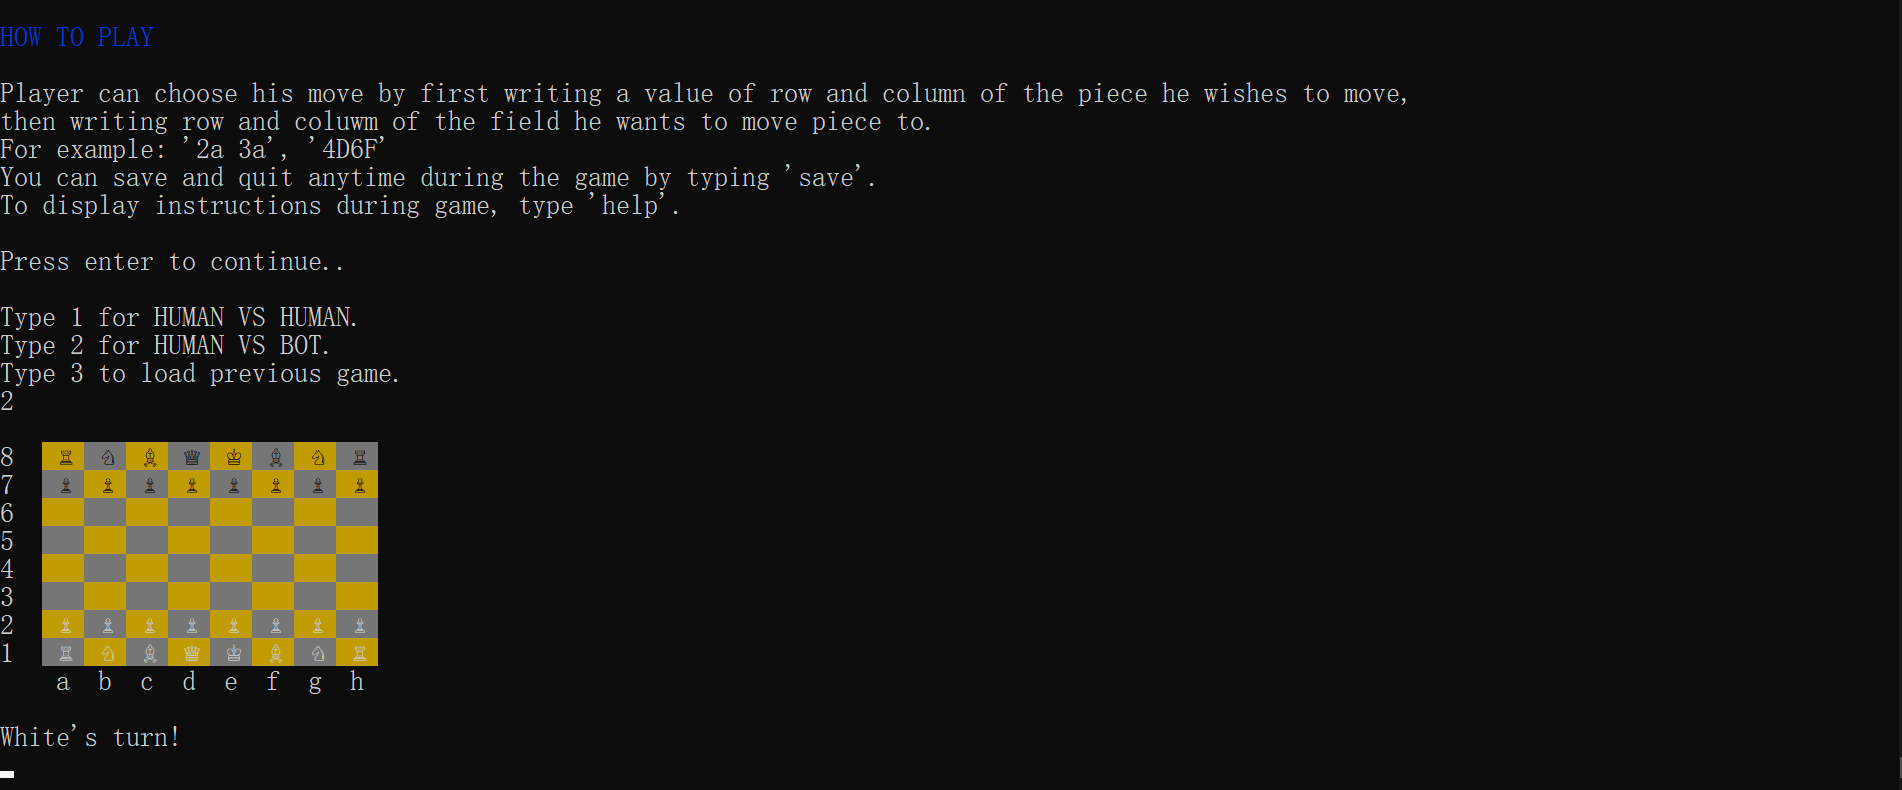 HOW TO PLAY
Player can choose his move by first writing a value of row and column of the piece he wishes to move,
then writing row and coluwm of the field he wants to move piece to.
For example: '2a 3a', '4D6F'
You can save and quit anytime during the game by typing 'save'.
To display instructions during game, type 'help'.
Press enter to continue..
Type 1 for HUMAN VS HUMAN.
Type 2 for HUMAN VS BOT.
Type 3 to load previous game.
2
8 ♖ ♘ ♗ ♕ ♔ ♗ ♘ ♖
7 ♙ ♙ ♙ ♙ ♙ ♙ ♙ ♙
6
5
4
3
2 ♙ ♙ ♙ ♙ ♙ ♙ ♙ ♙
1 ♖ ♘ ♗ ♕ ♔ ♗ ♘ ♖
a b c d e f g h
White's turn!